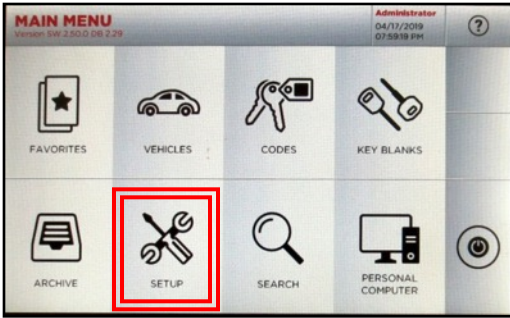 MAIN MENU
Version SW 2.50.0 DB 2.29
Administrator
04/17/2019
07:59:19 PM
?
FAVORITES
VEHICLES
CODES
KEY BLANKS
ARCHIVE
SETUP
SEARCH
PERSONAL
COMPUTER